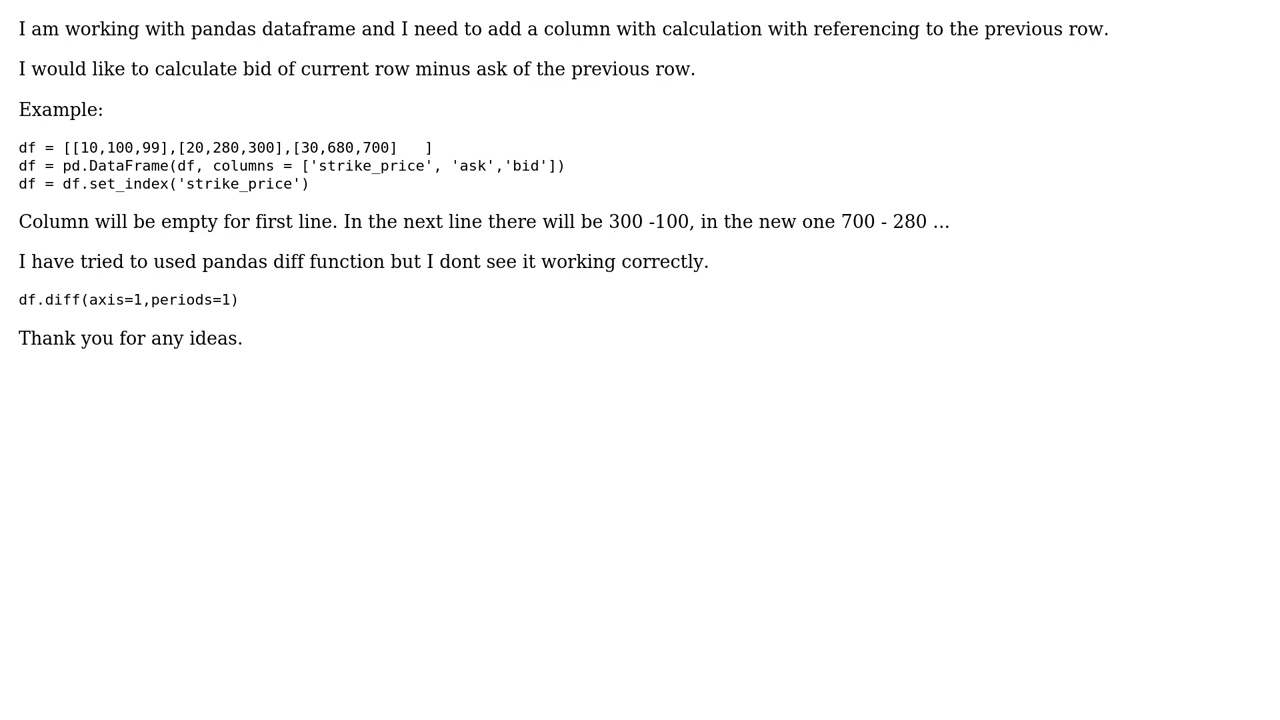 I am working with pandas dataframe and I need to add a column with calculation with referencing to the previous row.
I would like to calculate bid of current row minus ask of the previous row.
Example:
df = [[10,100,99],[20,280,300],[30,680,700]   ]
df = pd.DataFrame(df, columns = ['strike_price', 'ask','bid'])
df = df.set_index('strike_price')
Column will be empty for first line. In the next line there will be 300 -100, in the new one 700 - 280 ...
I have tried to used pandas diff function but I dont see it working correctly.
df.diff(axis=1,periods=1)
Thank you for any ideas.